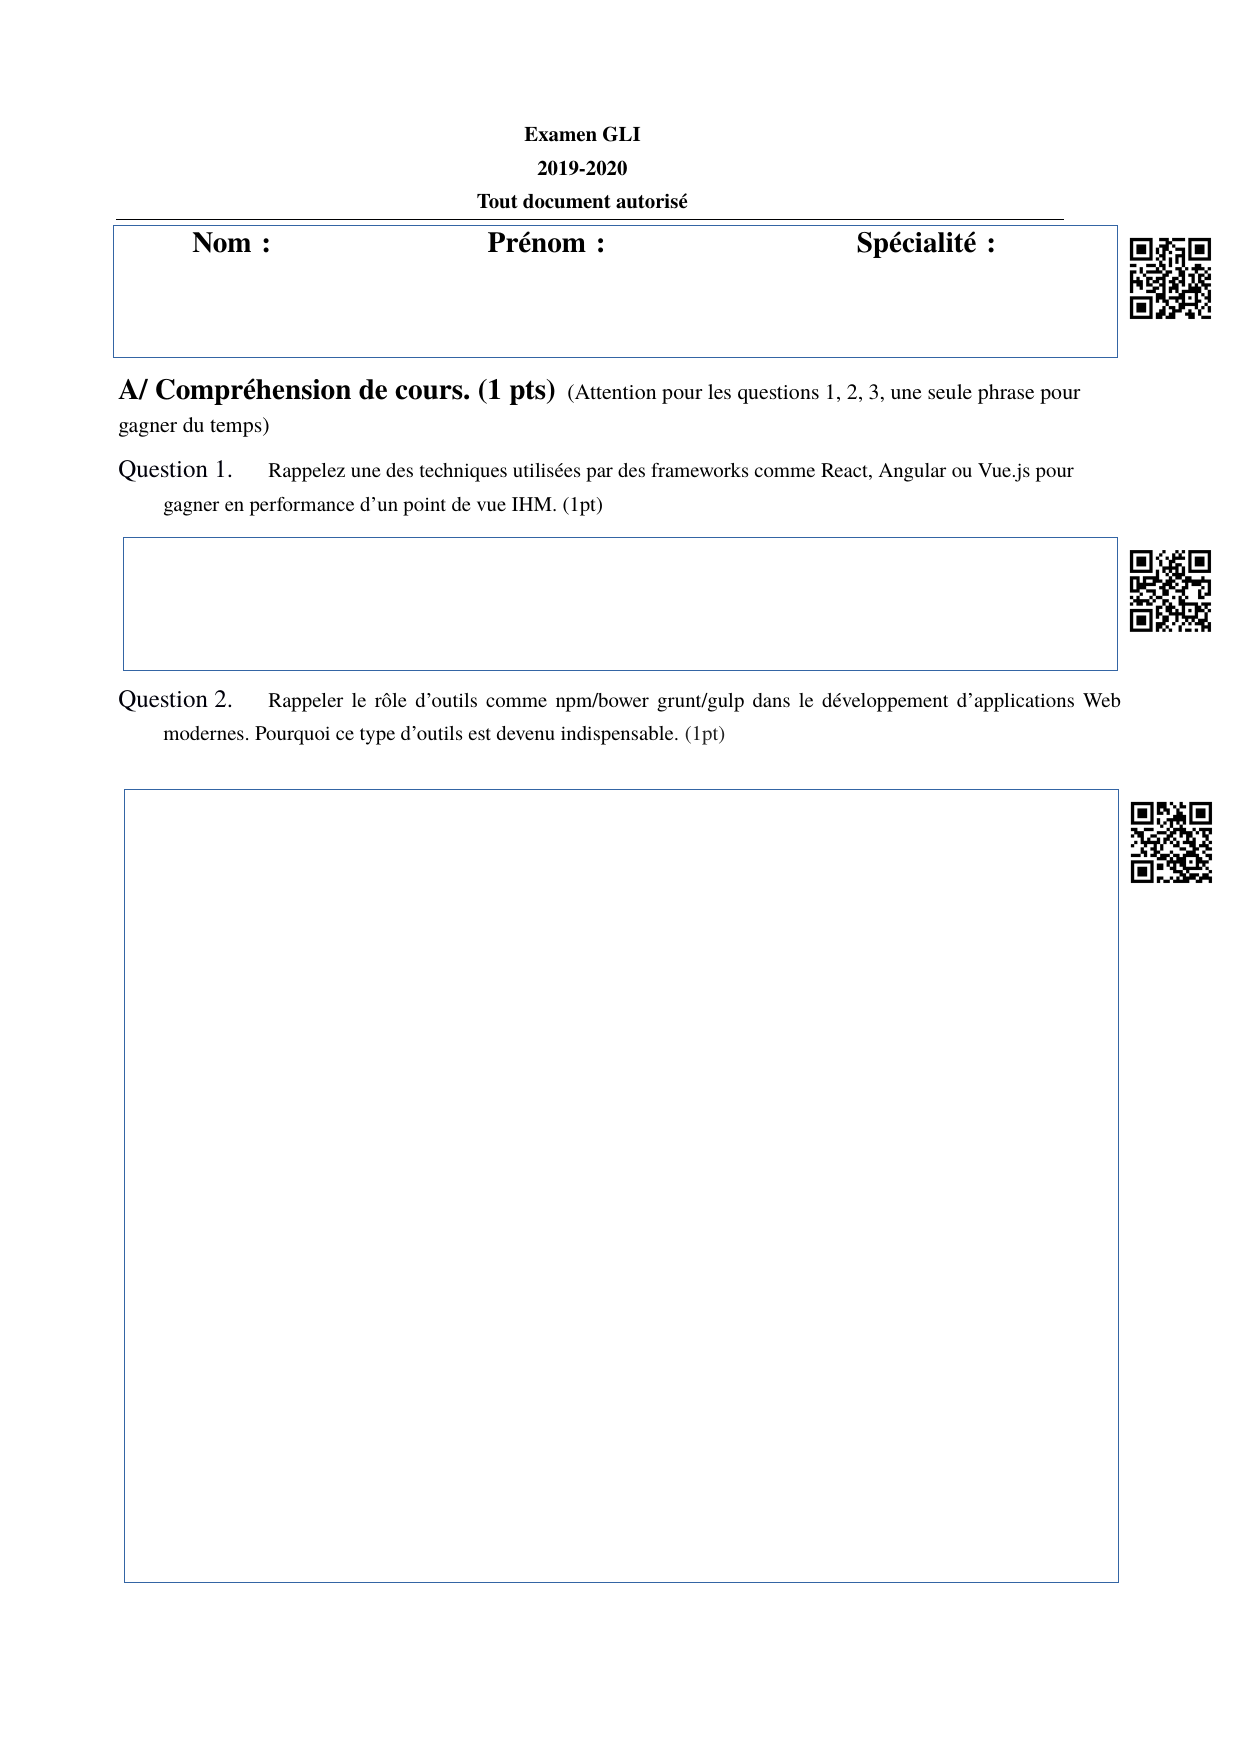 Examen GLI
2019-2020
Tout document autorisé
Nom : Prénom : Spécialité :
A/ Compréhension de cours. (1 pts) (Attention pour les questions 1, 2, 3, une seule phrase pour
gagner du temps)
Question 1. Rappelez une des techniques utilisées par des frameworks comme React, Angular ou Vue.js pour
gagner en performance d’un point de vue IHM. (1pt)
Question 2. Rappeler le rôle d’outils comme npm/bower grunt/gulp dans le développement d’applications Web
modernes. Pourquoi ce type d’outils est devenu indispensable. (1pt)